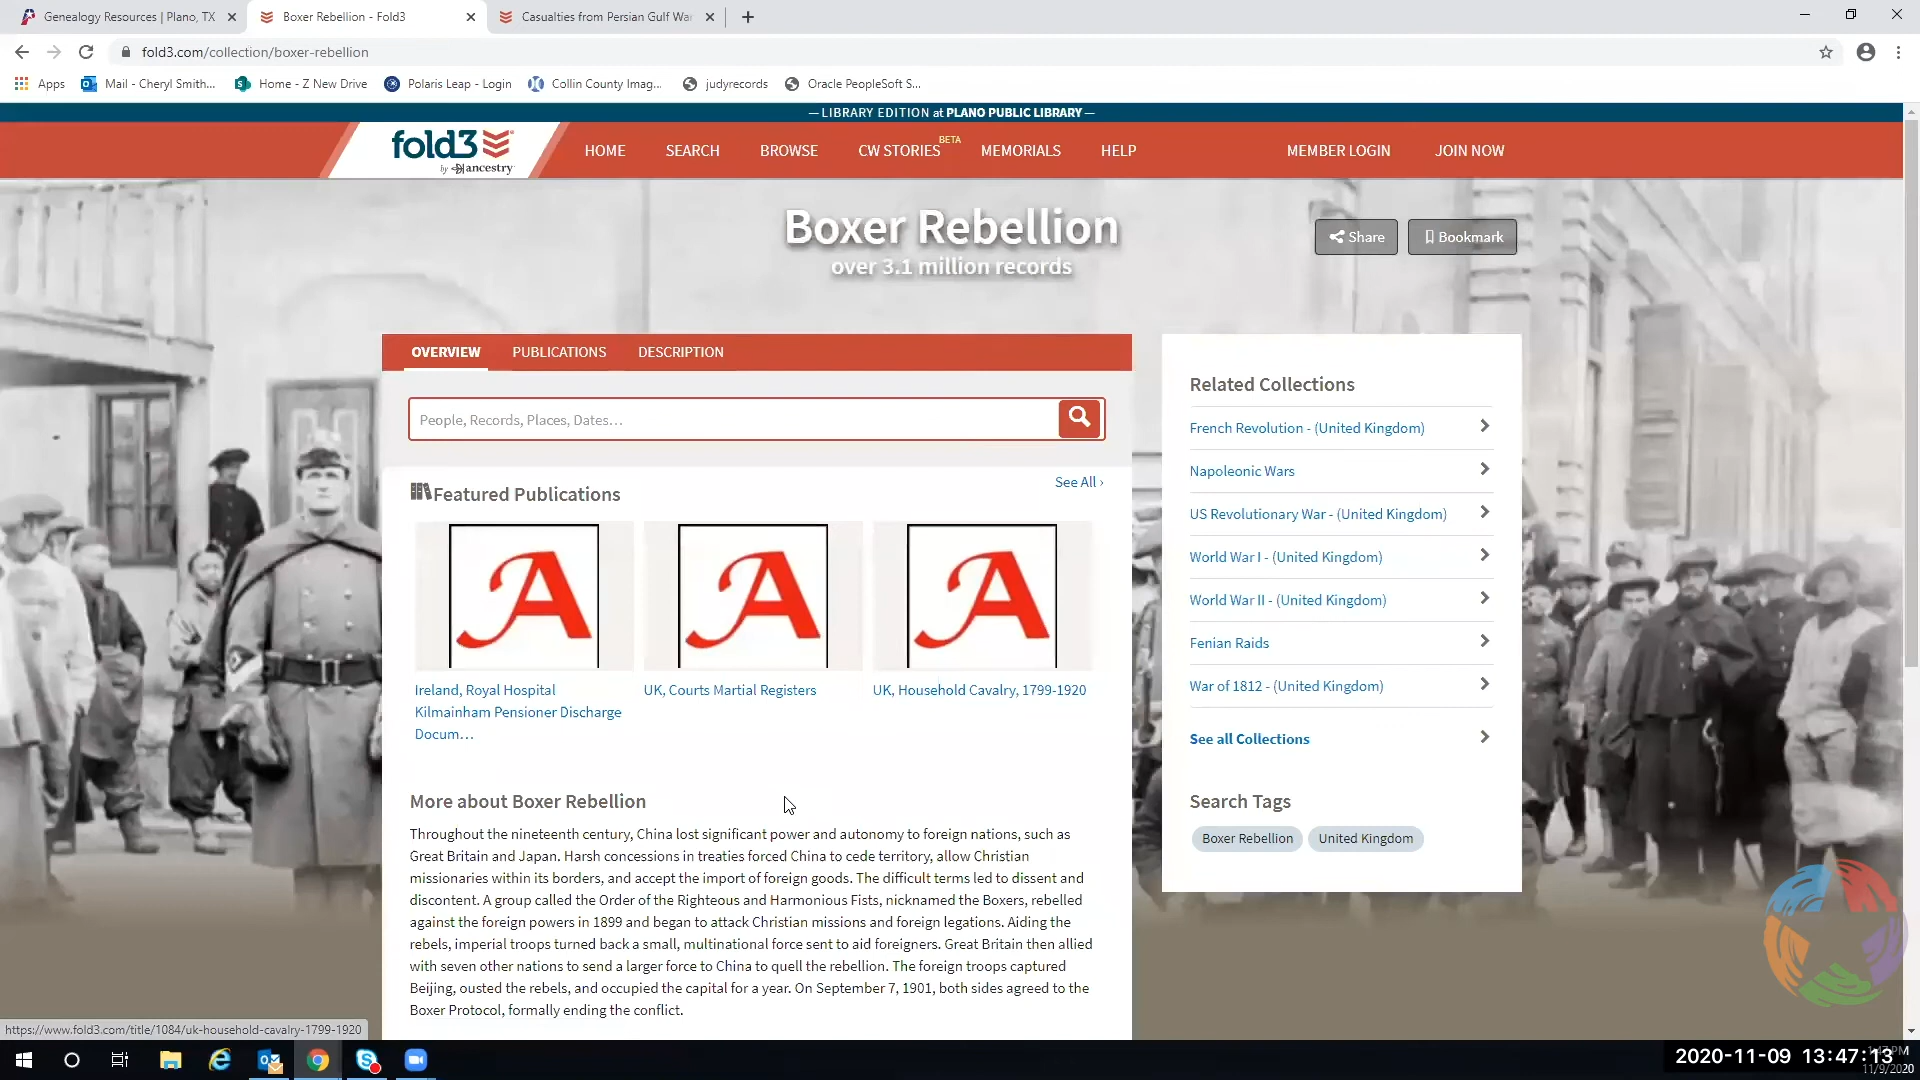 Genealogy Resources | Plano, TX
Boxer Rebellion - Fold3
Casualties from Persian Gulf War
fold3.com/collection/boxer-rebellion
Apps
Mail - Cheryl Smith...
Home - Z New Drive
Polaris Leap - Login
Collin County Imag...
judyrecords
Oracle PeopleSoft S...
— LIBRARY EDITION at PLANO PUBLIC LIBRARY —
fold3
by ancestry
HOME
SEARCH
BROWSE
CW STORIES BETA
MEMORIALS
HELP
MEMBER LOGIN
JOIN NOW
Boxer Rebellion
over 3.1 million records
Share
Bookmark
OVERVIEW
PUBLICATIONS
DESCRIPTION
People, Records, Places, Dates...
Featured Publications
See All ›
A
A
A
Ireland, Royal Hospital
Kilmainham Pensioner Discharge
Docum...
UK, Courts Martial Registers
UK, Household Cavalry, 1799-1920
More about Boxer Rebellion
Throughout the nineteenth century, China lost significant power and autonomy to foreign nations, such as
Great Britain and Japan. Harsh concessions in treaties forced China to cede territory, allow Christian
missionaries within its borders, and accept the import of foreign goods. The difficult terms led to dissent and
discontent. A group called the Order of the Righteous and Harmonious Fists, nicknamed the Boxers, rebelled
against the foreign powers in 1899 and began to attack Christian missions and foreign legations. Aiding the
rebels, imperial troops turned back a small, multinational force sent to aid foreigners. Great Britain then allied
with seven other nations to send a larger force to China to quell the rebellion. The foreign troops captured
Beijing, ousted the rebels, and occupied the capital for a year. On September 7, 1901, both sides agreed to the
Boxer Protocol, formally ending the conflict.
Related Collections
French Revolution - (United Kingdom)
Napoleonic Wars
US Revolutionary War - (United Kingdom)
World War I - (United Kingdom)
World War II - (United Kingdom)
Fenian Raids
War of 1812 - (United Kingdom)
See all Collections
Search Tags
Boxer Rebellion
United Kingdom
https://www.fold3.com/title/1084/uk-household-cavalry-1799-1920
2020-11-09 13:47:13
1:47 PM
11/9/2020